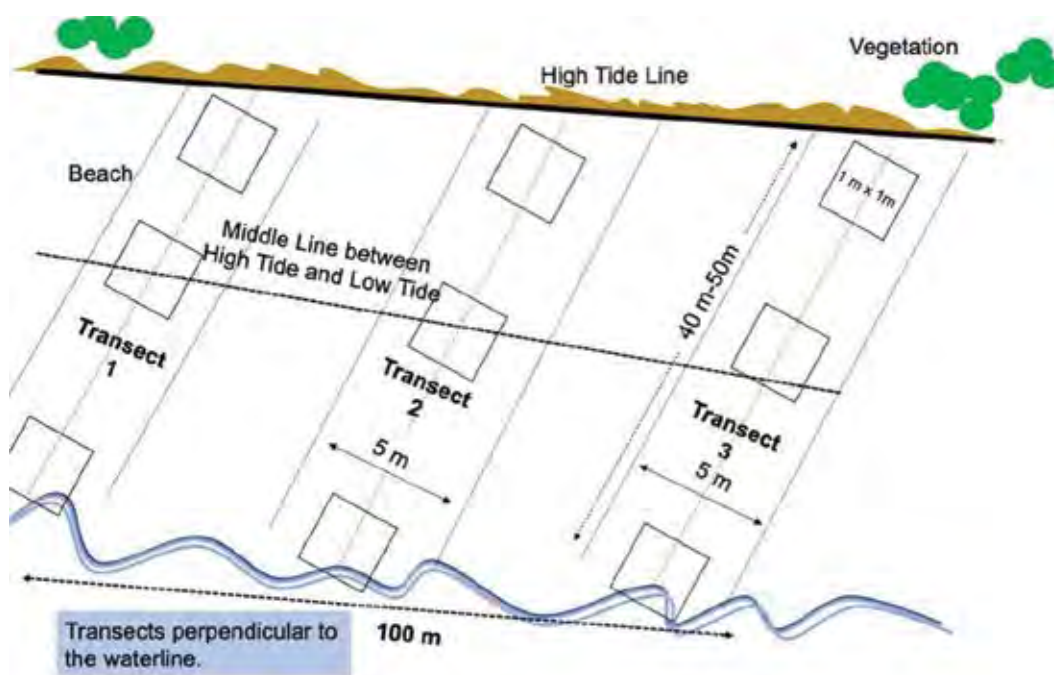 Vegetation
High Tide Line
Beach
1 m x 1m
Middle Line between
High Tide and Low Tide
40 m-50m
Transect
1
Transect
2
Transect
3
5 m
5 m
100 m
Transects perpendicular to
the waterline.